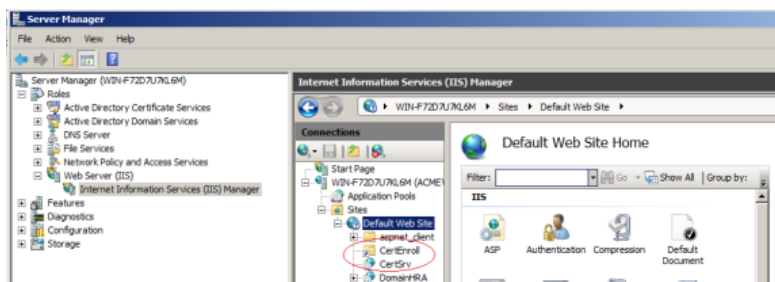 Server Manager
File Action View Help
Server Manager (WIN-F72D7U7KL6M)
Roles
Active Directory Certificate Services
Active Directory Domain Services
DNS Server
File Services
Network Policy and Access Services
Web Server (IIS)
Internet Information Services (IIS) Manager
Features
Diagnostics
Configuration
Storage
Internet Information Services (IIS) Manager
WIN-F72D7U7KL6M ▸ Sites ▸ Default Web Site ▸
Connections
Start Page
WIN-F72D7U7KL6M (ACME\
Application Pools
Sites
Default Web Site
aspnet_client
CertEnroll
CertSrv
DomainHRA
Default Web Site Home
Filter: Go Show All Group by:
IIS
ASP
Authentication
Compression
Default
Document